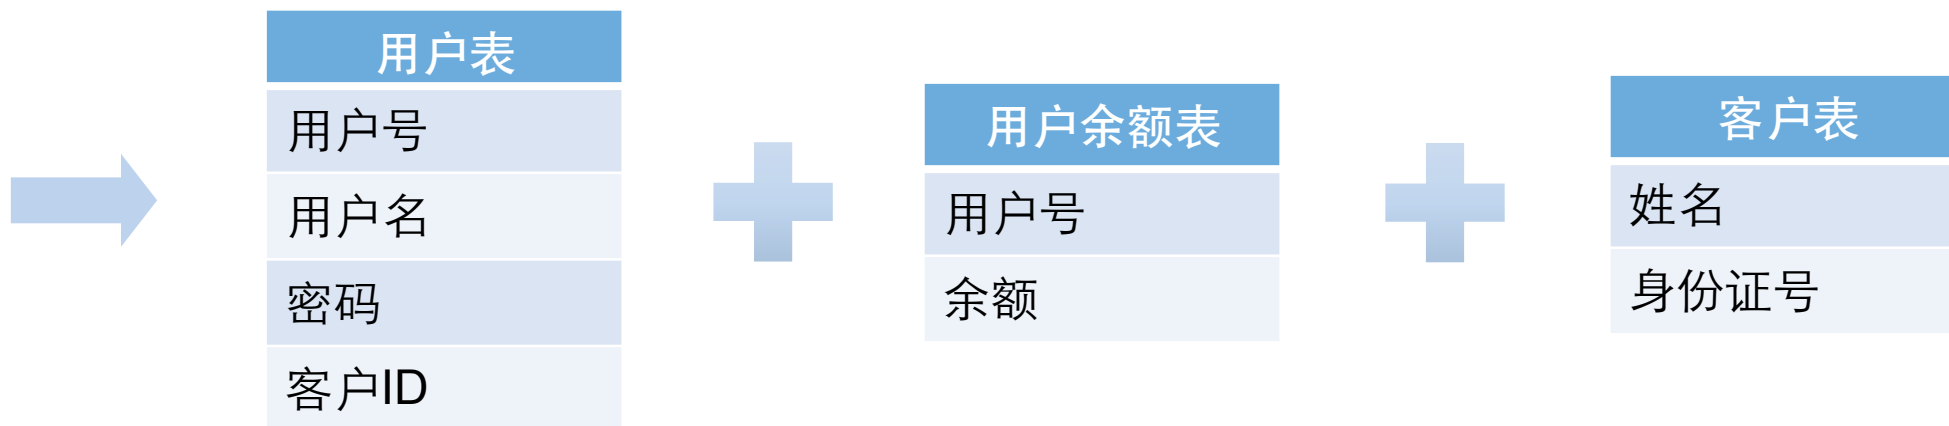 用户表
用户号
用户名
密码
客户ID
用户余额表
用户号
余额
客户表
姓名
身份证号